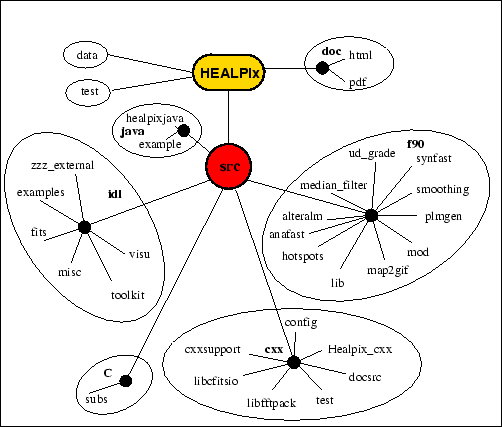 doc
html
data
HEALPix
pdf
test
healpixjava
java
example
f90
ud_grade
synfast
src
zzz_external
median_filter
smoothing
examples
idl
alteralm
plmgen
anafast
fits
visu
hotspots
mod
misc
map2gif
lib
toolkit
config
cxxsupport
cxx
Healpix_cxx
C
libcfitsio
docsrc
subs
libfftpack
test